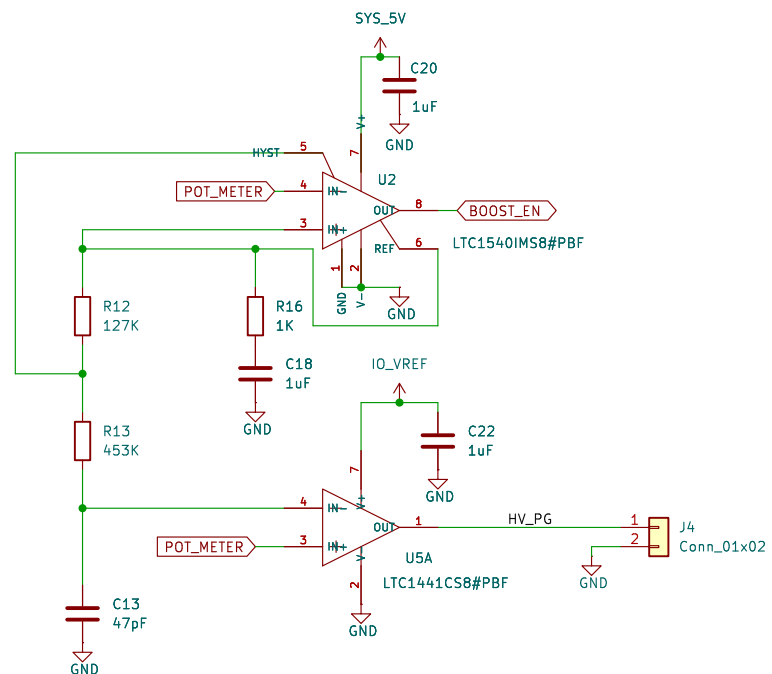 SYS_5V
C20
1uF
GND
V+
7
HYST
5
U2
POT_METER
4
IN-
OUT
8
BOOST_EN
3
IN+
REF
6
LTC1540IMS8#PBF
1
2
GND
V-
GND
R12
127K
R16
1K
C18
1uF
GND
IO_VREF
C22
1uF
GND
R13
453K
7
V+
4
IN-
OUT
1
HV_PG
1
J4
POT_METER
3
IN+
2
Conn_01x02
U5A
GND
V-
LTC1441CS8#PBF
2
GND
C13
47pF
GND